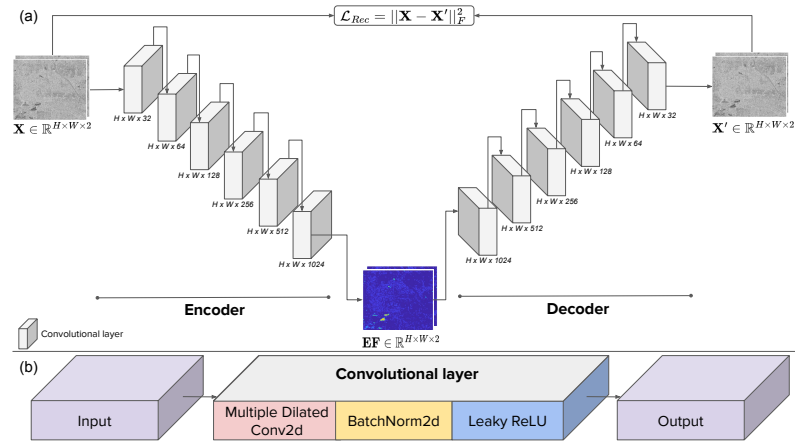 (a)
𝓛_Rec = ||X − X′||²_F
X ∈ ℝ^{H×W×2}
H x W x 32
H x W x 64
H x W x 128
H x W x 256
H x W x 512
H x W x 1024
EF ∈ ℝ^{H×W×2}
H x W x 1024
H x W x 512
H x W x 256
H x W x 128
H x W x 64
H x W x 32
X′ ∈ ℝ^{H×W×2}
Encoder
Decoder
Convolutional layer
(b)
Convolutional layer
Input
Multiple Dilated
Conv2d
BatchNorm2d
Leaky ReLU
Output